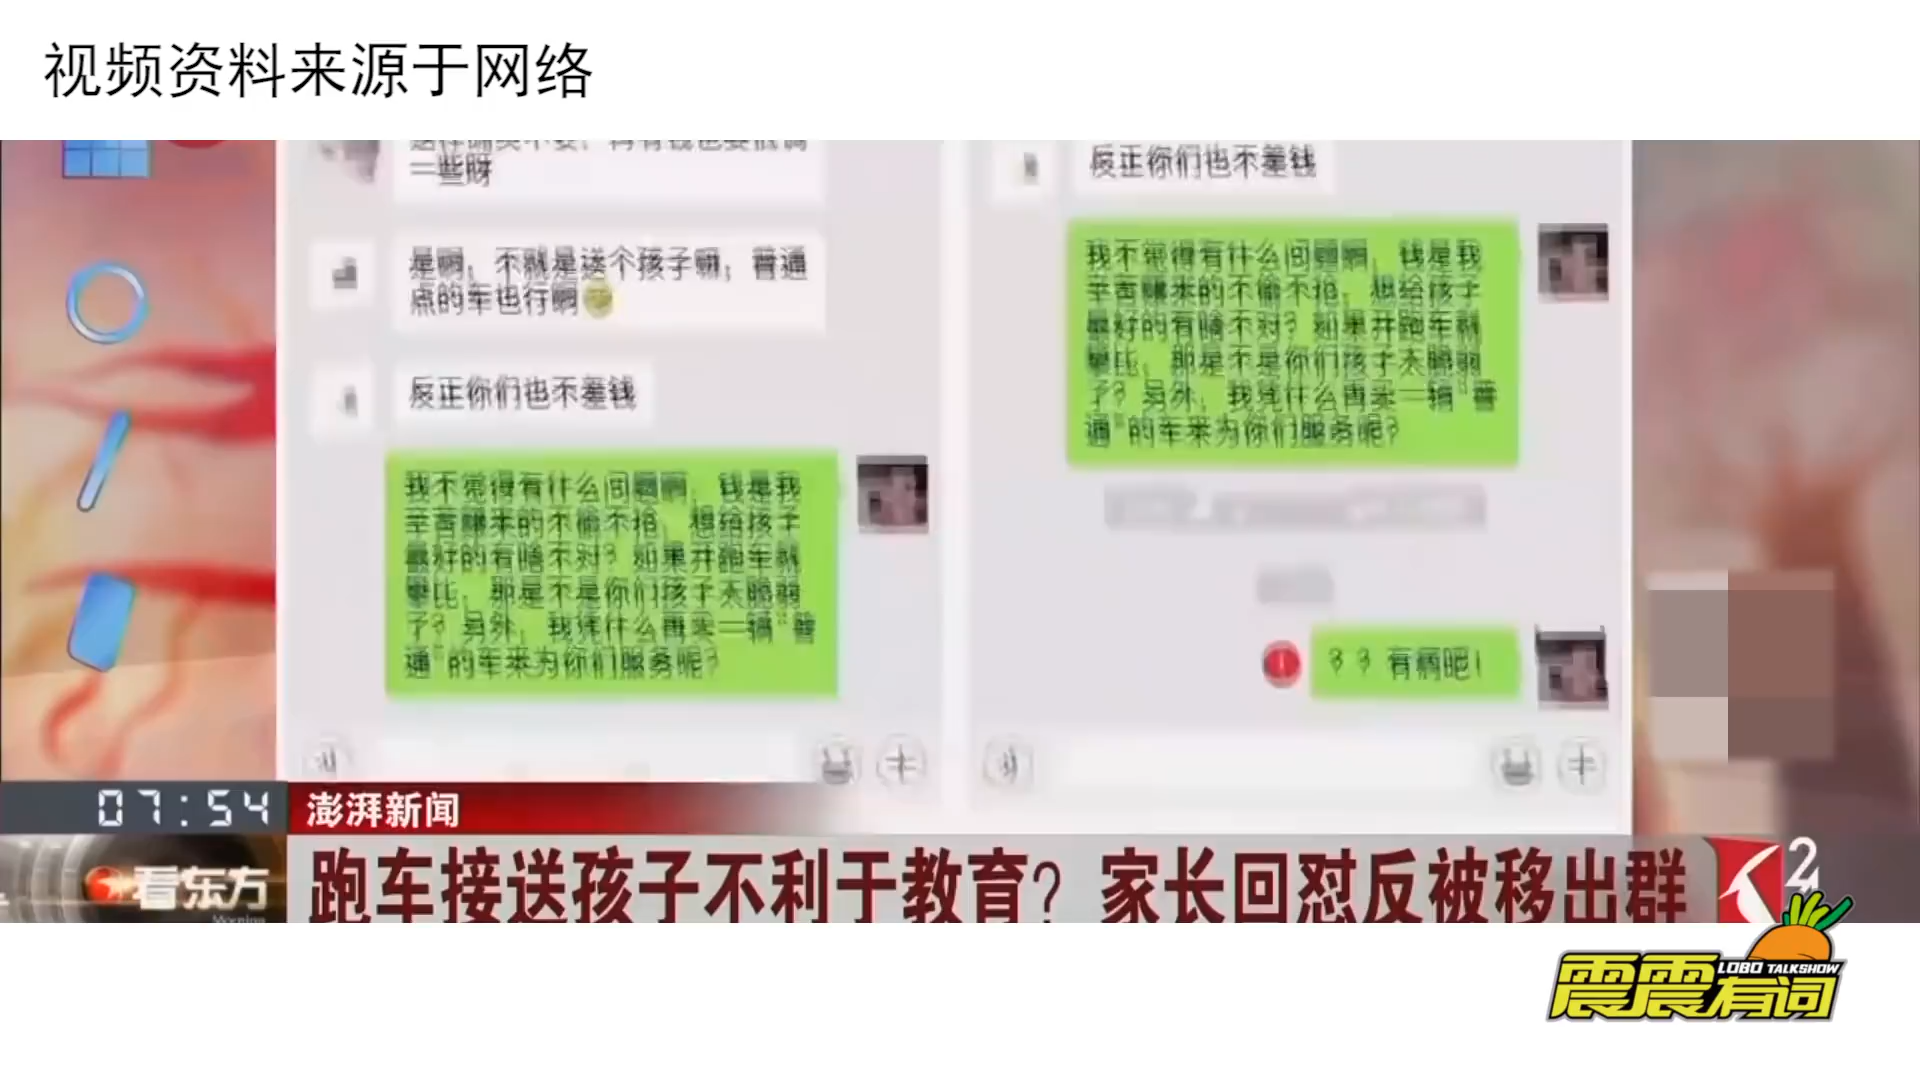 视频资料来源于网络
一些呀
是啊，不就是送个孩子嘛，普通
点的车也行啊
反正你们也不差钱
我不觉得有什么问题啊，钱是我
辛苦赚来的不偷不抢，想给孩子
最好的有啥不对？如果开跑车就
攀比，那是不是你们孩子太脆弱
了？另外，我凭什么再买一辆“普
通”的车来为你们服务呢？
反正你们也不差钱
我不觉得有什么问题啊，钱是我
辛苦赚来的不偷不抢，想给孩子
最好的有啥不对？如果开跑车就
攀比，那是不是你们孩子太脆弱
了？另外，我凭什么再买一辆“普
通”的车来为你们服务呢？
？？有病吧！
07:54
澎湃新闻
看东方
Morning
跑车接送孩子不利于教育？家长回怼反被移出群
24
震震有词
LOBO TALKSHOW